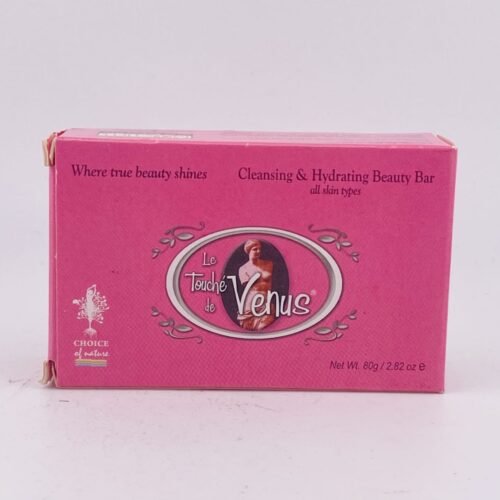 Where true beauty shines
Cleansing & Hydrating Beauty Bar
all skin types
Le
Touché
de Venus®
CHOICE
of nature
Net Wt. 80g / 2.82 oz ℮